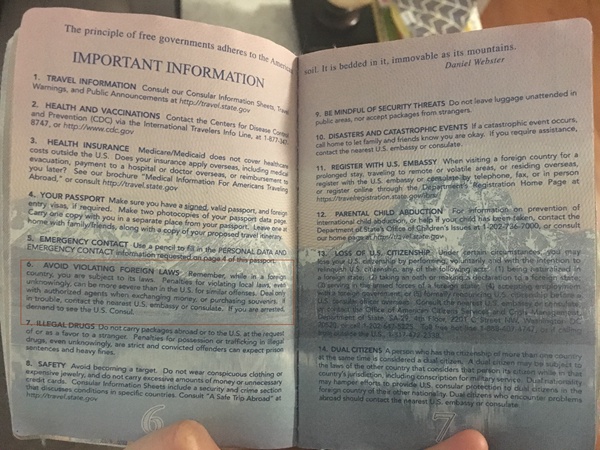 The principle of free governments adheres to the American
IMPORTANT INFORMATION
1. TRAVEL INFORMATION Consult our Consular Information Sheets, Travel
Warnings, and Public Announcements at http://travel.state.gov
2. HEALTH AND VACCINATIONS Contact the Centers for Disease Control
and Prevention (CDC) via the International Travelers Info Line, at 1-877-
8747, or http://www.cdc.gov
3. HEALTH INSURANCE Medicare/Medicaid does not cover health
costs outside the U.S. Does your insurance apply overseas, including medical
evacuation, payment to a hospital or doctor overseas, or reimbursement to
you later? See our brochure "Medical Information For Americans Traveling
Abroad," or consult http://travel.state.gov
4. YOUR PASSPORT Make sure you have a signed, valid passport, and foreign
entry visas, if required. Make two photocopies of your passport data page.
Carry one copy with you in a separate place from your passport. Leave one at
home with family/friends, along with a copy of your proposed travel itinerary.
5. EMERGENCY CONTACT Use a pencil to fill in the PERSONAL DATA AND
EMERGENCY CONTACT information requested on page 4 of this passport.
6. AVOID VIOLATING FOREIGN LAWS Remember, while in a foreign
country, you are subject to its laws. Penalties for violating local laws, even
unknowingly, can be more severe than in the U.S. for similar offenses. Deal only
with authorized agents when exchanging money, or purchasing souvenirs. If
in trouble, contact the nearest U.S. embassy or consulate. If you are arrested,
demand to see the U.S. Consul.
7. ILLEGAL DRUGS Do not carry packages abroad or to the U.S. at the request
of or as a favor to a stranger. Penalties for possession or trafficking in illegal
drugs, even unknowingly, are strict and convicted offenders can expect prison
sentences and heavy fines.
8. SAFETY Avoid becoming a target. Do not wear conspicuous clothing or
expensive jewelry, and do not carry excessive amounts of money or unnecessary
credit cards. Consular Information Sheets include a security and crime section
that discusses conditions in specific countries. Consult "A Safe Trip Abroad" at
http://travel.state.gov
6
soil. It is bedded in it, immovable as its mountains.
Daniel Webster
9. BE MINDFUL OF SECURITY THREATS Do not leave luggage unattended in
public areas, nor accept packages from strangers.
10. DISASTERS AND CATASTROPHIC EVENTS If a catastrophic event occurs,
call home to let family and friends know you are okay. If you require assistance,
contact the nearest U.S. embassy or consulate.
11. REGISTER WITH U.S. EMBASSY When visiting a foreign country for a
prolonged stay, traveling to remote or volatile areas, or residing overseas,
register with the U.S. embassy or consulate by telephone, fax, or in person
or register online through the Department's Registration Home Page at
https://travelregistration.state.gov/ibrs/
12. PARENTAL CHILD ABDUCTION For information on prevention of
international child abduction, or help if your child has been taken, contact the
Department of State's Office of Children's Issues at 1-202-736-7000, or consult
our home page at http://travel.state.gov
13. LOSS OF U.S. CITIZENSHIP Under certain circumstances, you may
lose your U.S. citizenship by performing, voluntarily and with the intention to
relinquish U.S. citizenship, any of the following acts: (1) being naturalized in
a foreign state; (2) taking an oath or making a declaration to a foreign state;
(3) serving in the armed forces of a foreign state;
14. DUAL CITIZENS A person who has the citizenship of more than one country
at the same time is considered a dual citizen. A dual citizen may be subject to
the laws of the other country that considers that person its citizen while in that
country's jurisdiction, including conscription for military service. Dual nationality
may hamper efforts to provide U.S. consular protection to dual citizens in the
foreign country of their other nationality. Dual citizens who encounter problems
abroad should contact the nearest U.S. embassy or consulate.
7